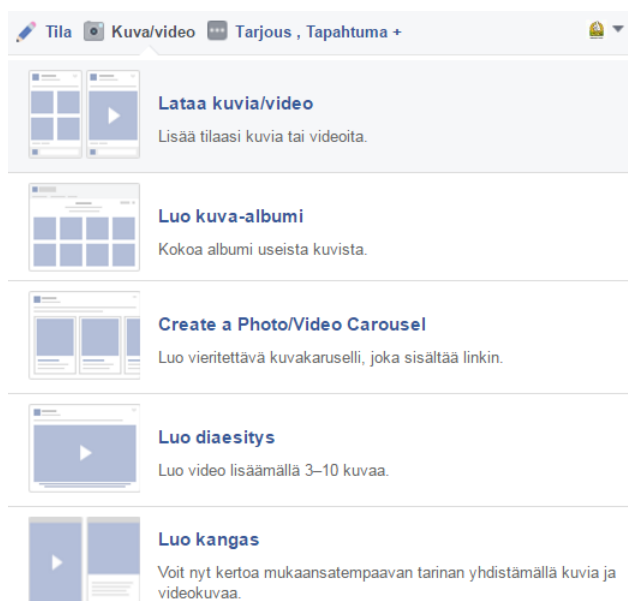 Tila Kuva/video Tarjous , Tapahtuma +
Lataa kuvia/video
Lisää tilaasi kuvia tai videoita.
Luo kuva-albumi
Kokoa albumi useista kuvista.
Create a Photo/Video Carousel
Luo vieritettävä kuvakaruselli, joka sisältää linkin.
Luo diaesitys
Luo video lisäämällä 3–10 kuvaa.
Luo kangas
Voit nyt kertoa mukaansatempaavan tarinan yhdistämällä kuvia ja
videokuvaa.